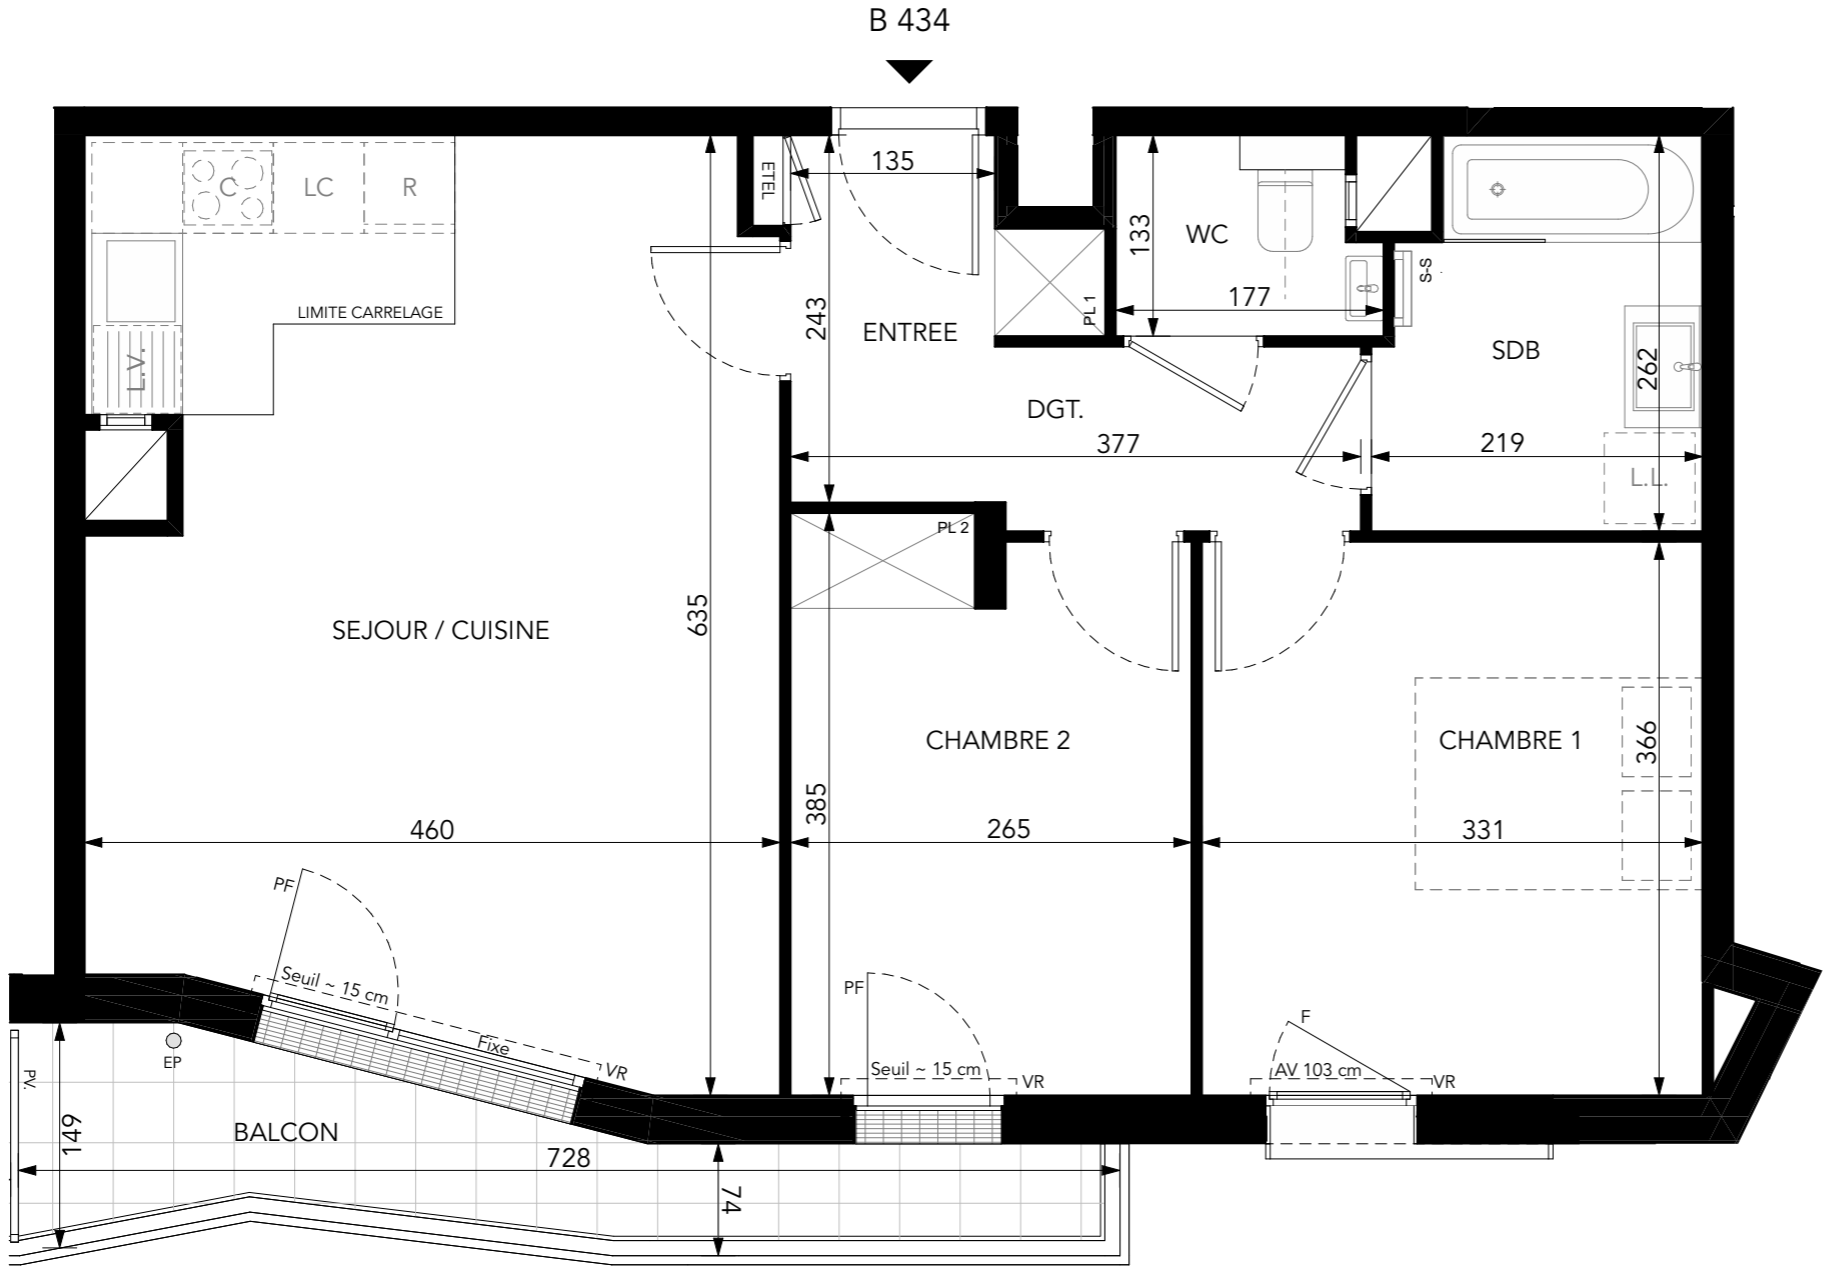 B 434
135
ETEL
C
LC
R
LIMITE CARRELAGE
L.V.
243
ENTREE
PL 1
133
WC
177
S-S
SDB
262
219
L.L.
DGT.
377
PL 2
635
SEJOUR / CUISINE
CHAMBRE 2
CHAMBRE 1
366
385
460
265
331
PF
Seuil ~ 15 cm
Fixe
VR
PF
Seuil ~ 15 cm
VR
F
AV 103 cm
VR
EP
PV.
149
BALCON
728
74